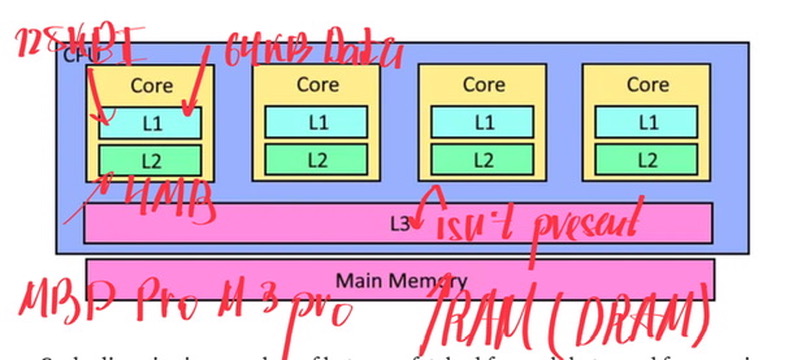 128KB I 64KB Data
CPU
Core Core Core Core
L1 L1 L1 L1
L2 L2 L2 L2
4MB
L3 isn't present
Main Memory
MBP Pro M3 pro RAM (DRAM)